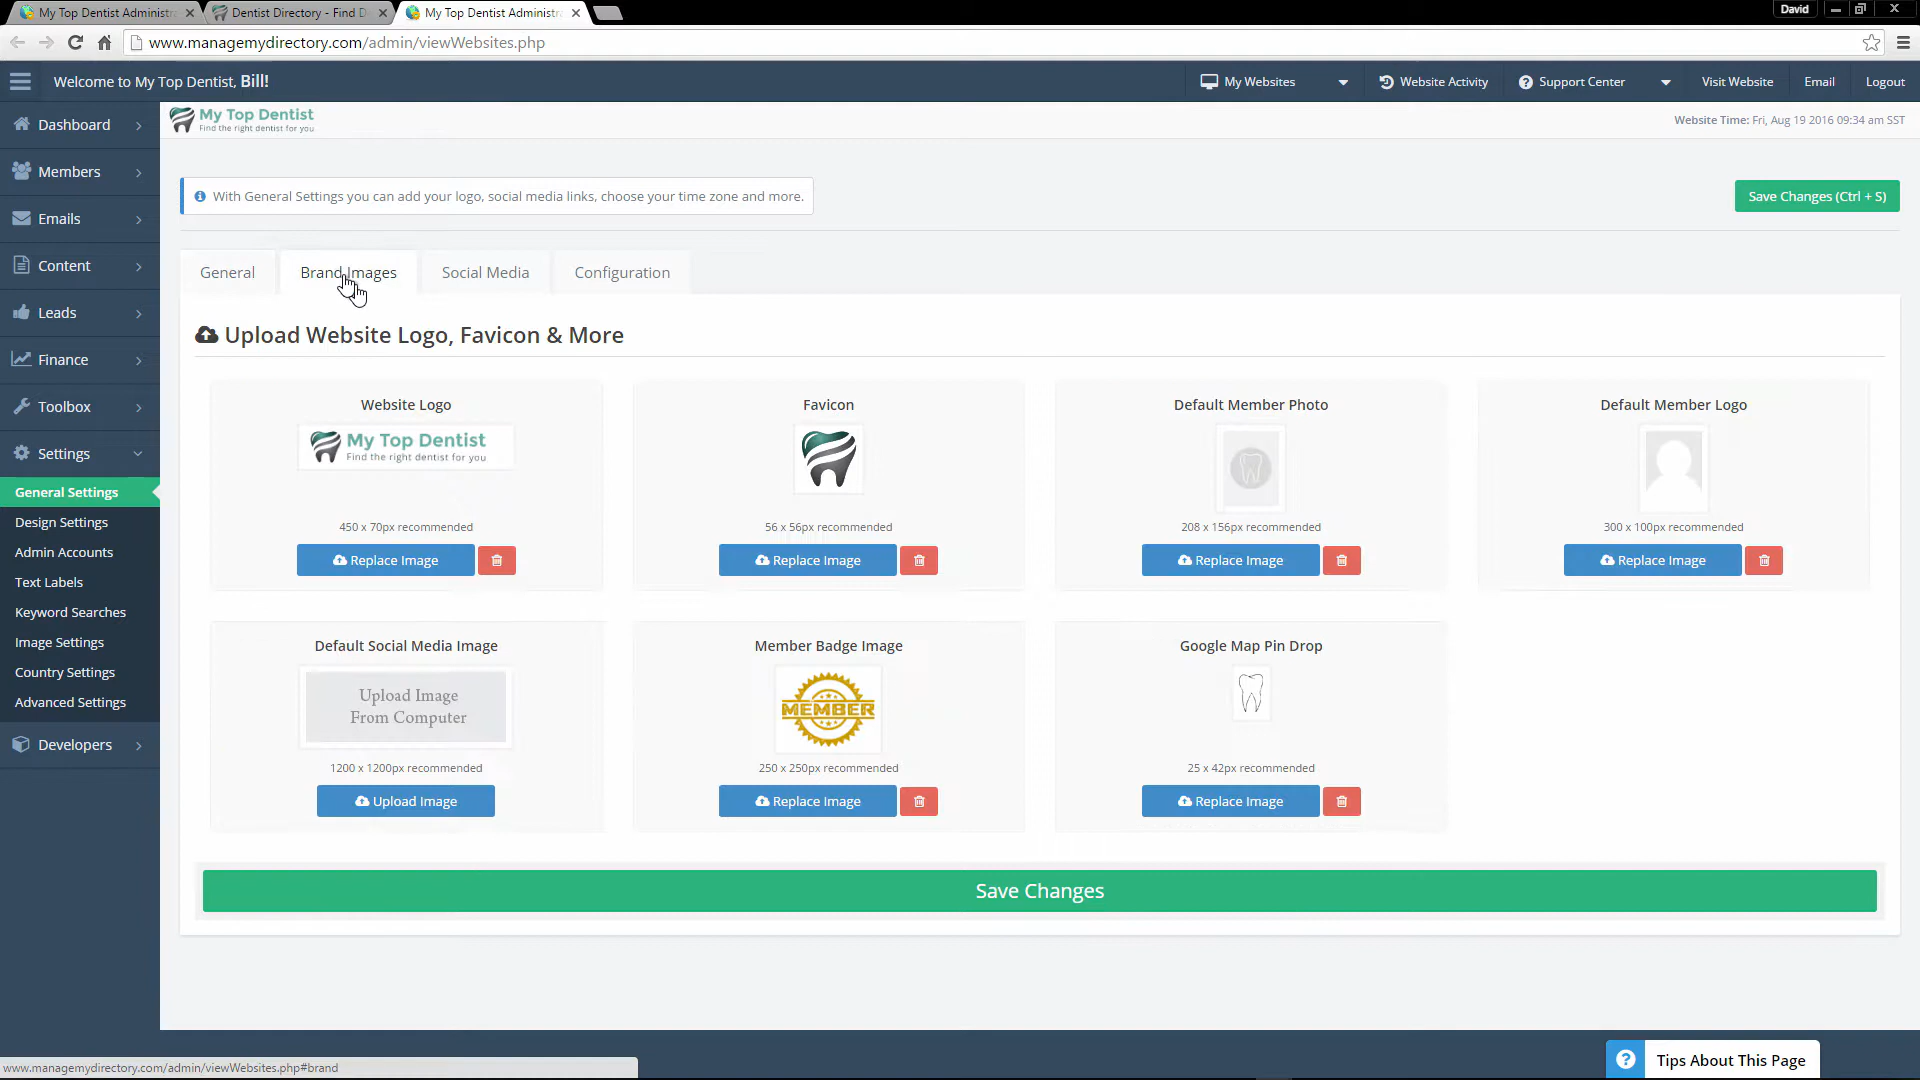 My Top Dentist Administr
Dentist Directory - Find D
My Top Dentist Administr
David
www.managemydirectory.com/admin/viewWebsites.php
Welcome to My Top Dentist, Bill!
My Websites
Website Activity
Support Center
Visit Website
Email
Logout
Dashboard
Members
Emails
Content
Leads
Finance
Toolbox
Settings
General Settings
Design Settings
Admin Accounts
Text Labels
Keyword Searches
Image Settings
Country Settings
Advanced Settings
Developers
My Top Dentist
Find the right dentist for you
Website Time: Fri, Aug 19 2016 09:34 am SST
With General Settings you can add your logo, social media links, choose your time zone and more.
Save Changes (Ctrl + S)
General
Brand Images
Social Media
Configuration
Upload Website Logo, Favicon & More
Website Logo
My Top Dentist
Find the right dentist for you
450 x 70px recommended
Replace Image
Favicon
56 x 56px recommended
Replace Image
Default Member Photo
208 x 156px recommended
Replace Image
Default Member Logo
300 x 100px recommended
Replace Image
Default Social Media Image
Upload Image
From Computer
1200 x 1200px recommended
Upload Image
Member Badge Image
MEMBER
250 x 250px recommended
Replace Image
Google Map Pin Drop
25 x 42px recommended
Replace Image
Save Changes
www.managemydirectory.com/admin/viewWebsites.php#brand
Tips About This Page